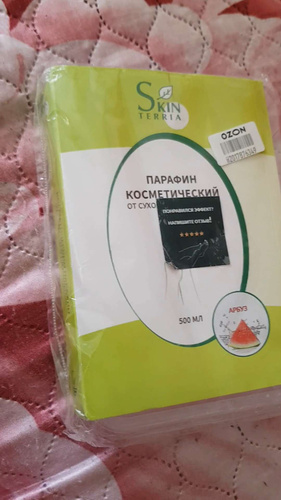 SKIN
TERRIA
OZON
ПАРАФИН
КОСМЕТИЧЕСКИЙ
ОТ СУХО
ПОНРАВИЛСЯ ЭФФЕКТ?
НАПИШИТЕ ОТЗЫВ!
500 МЛ
АРБУЗ